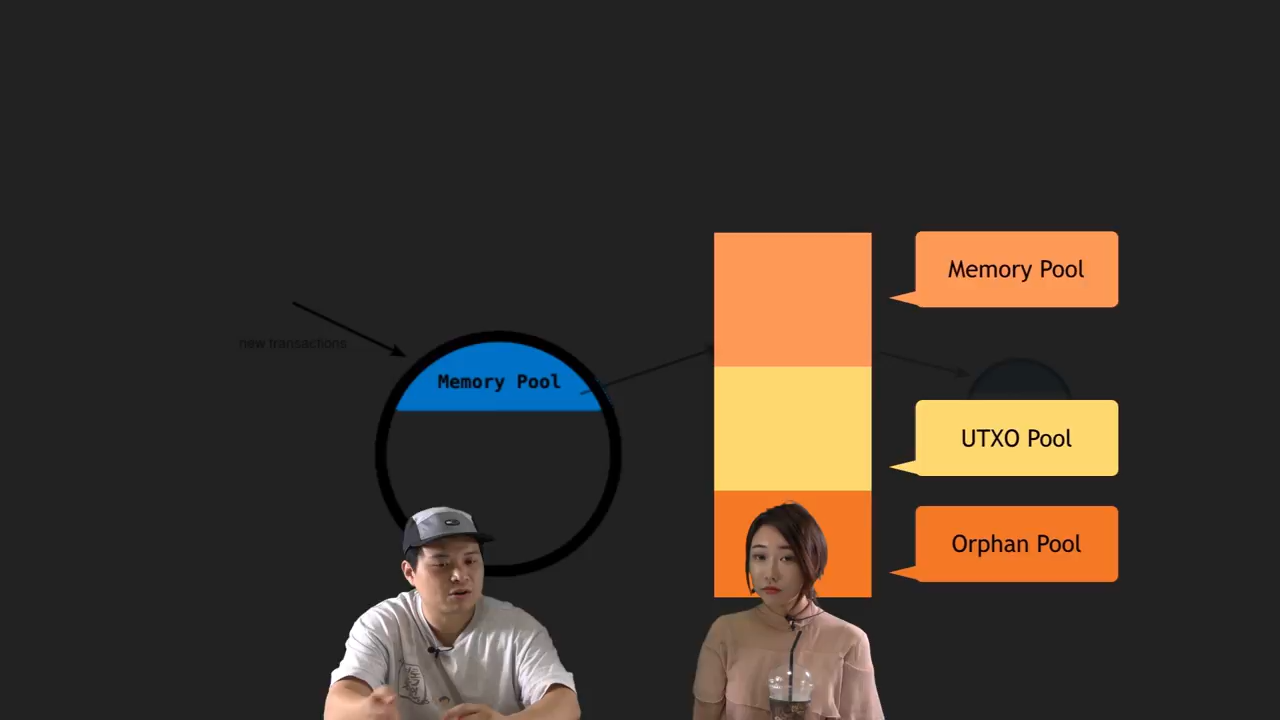 Memory Pool
new transactions
Memory Pool
UTXO Pool
Orphan Pool